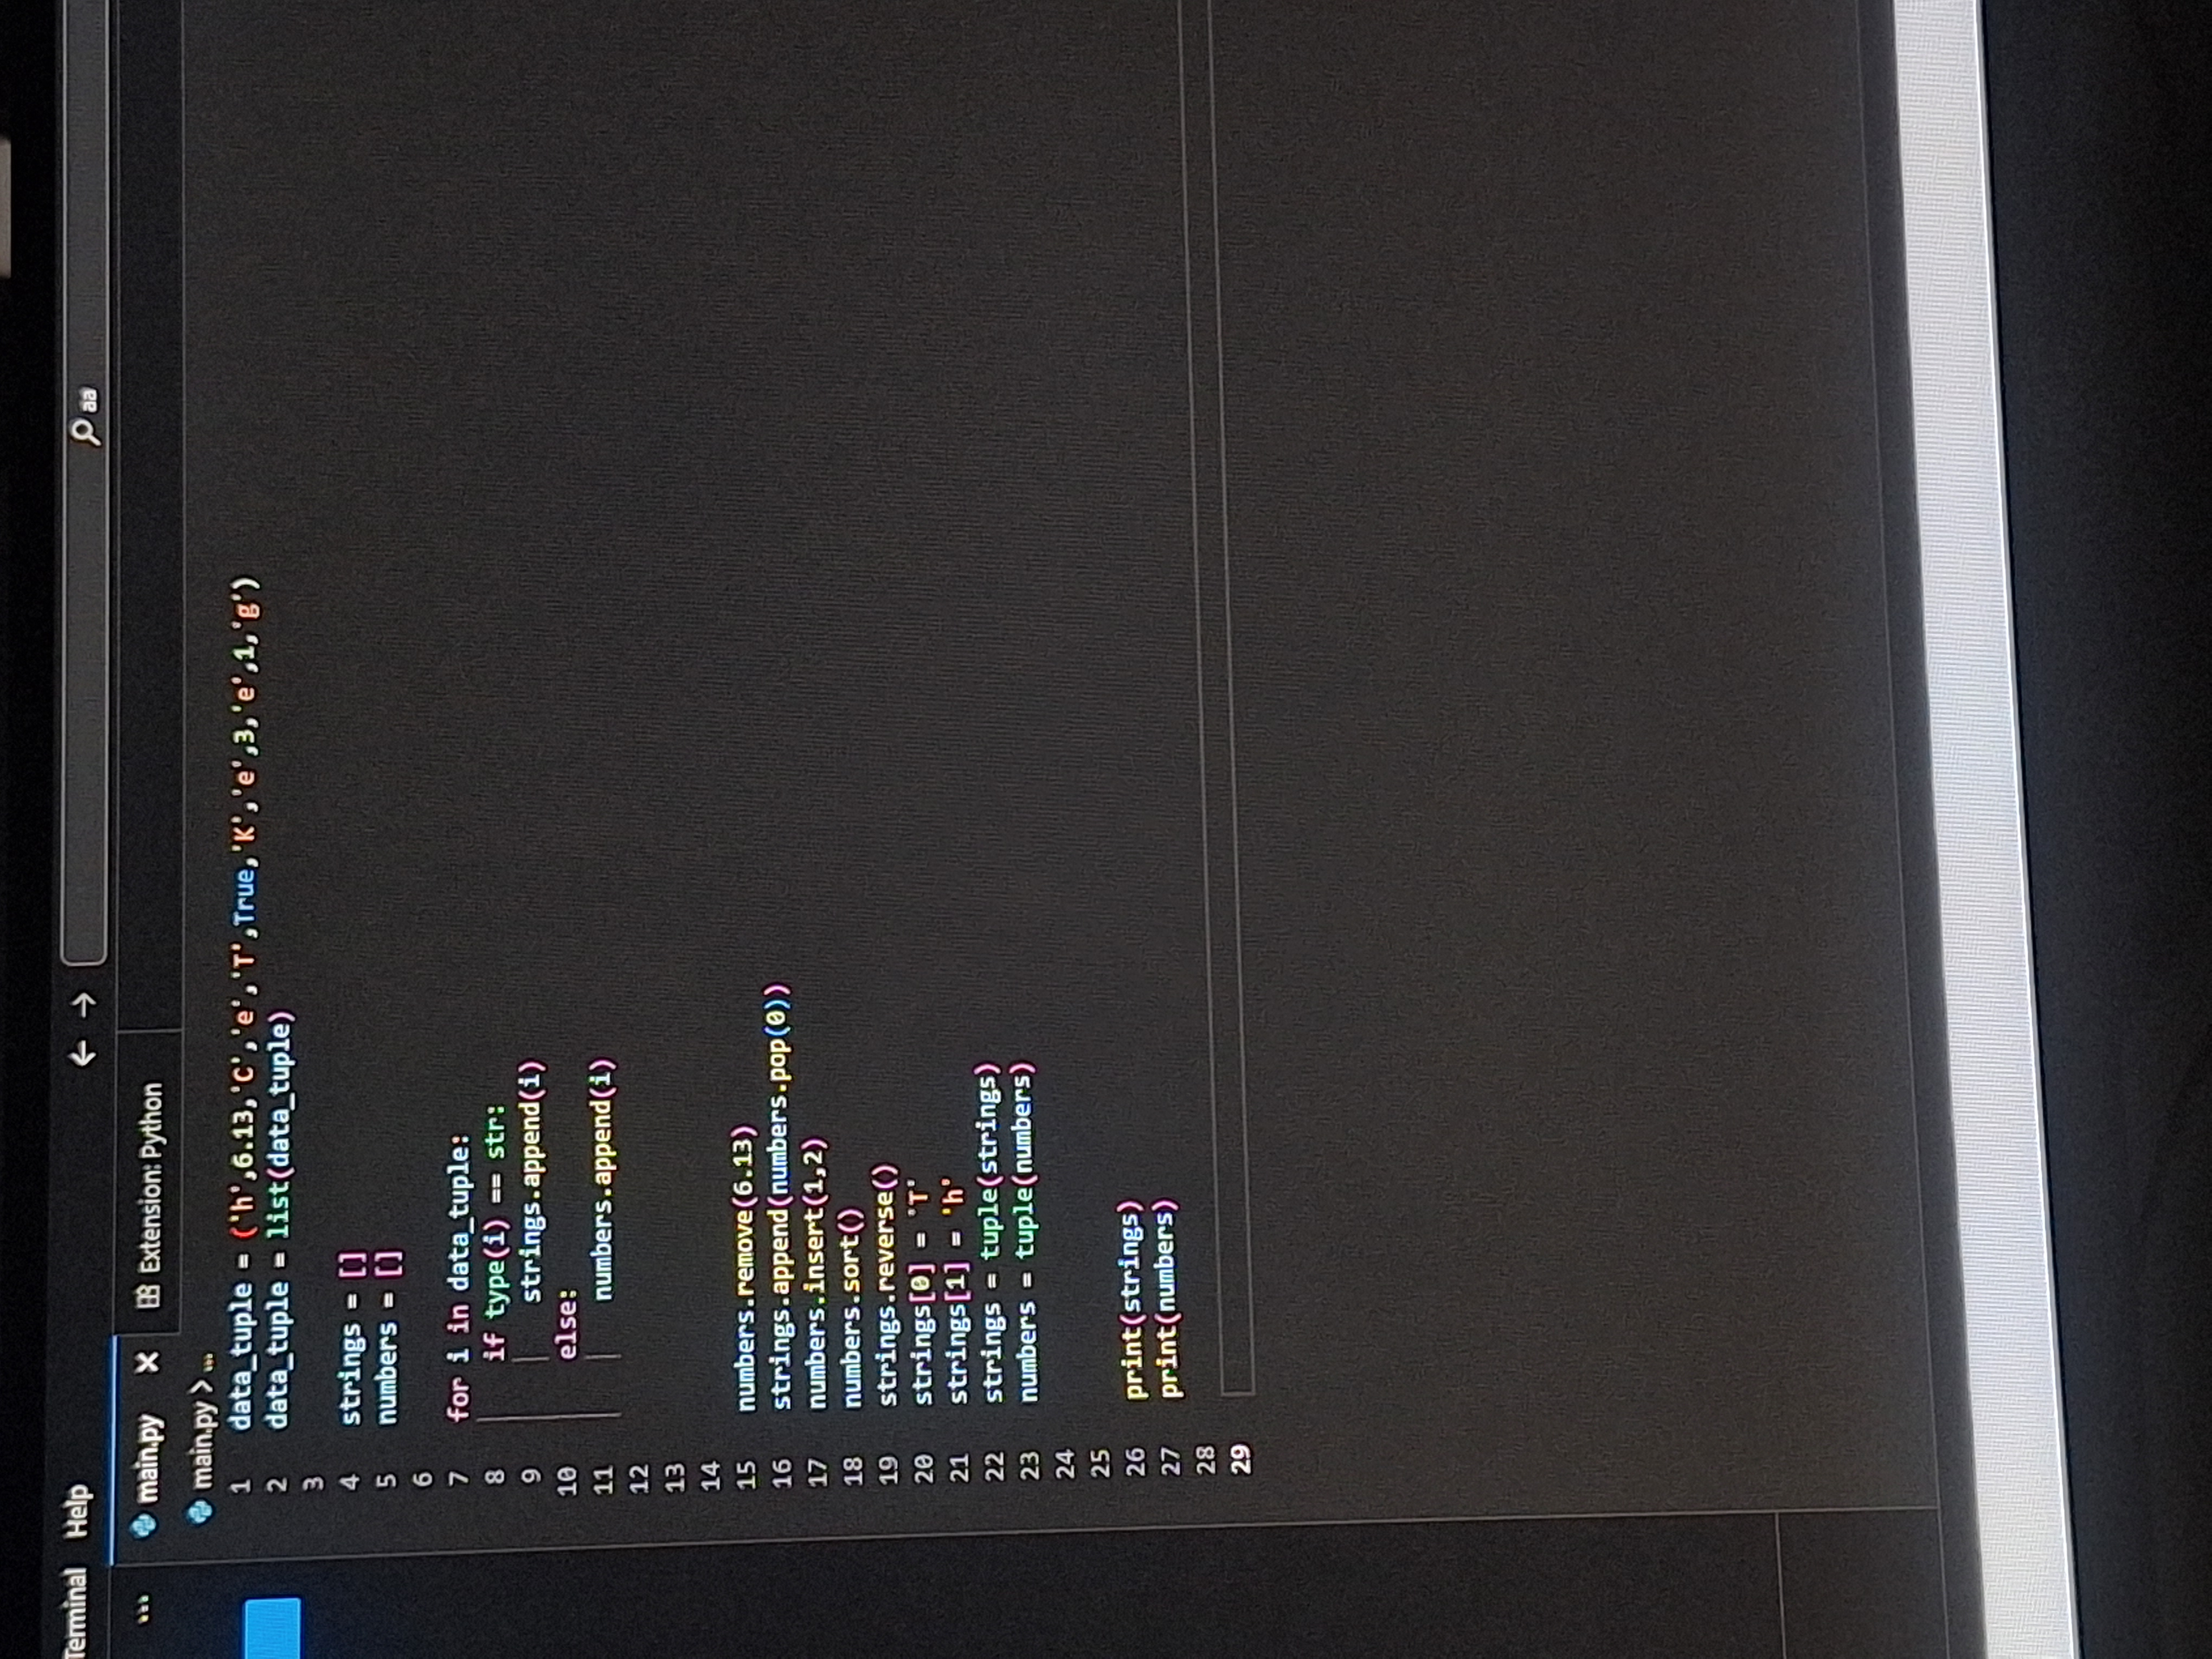 Terminal Help
aa
main.py Extension: Python
main.py > ...
1 data_tuple = ('h',6.13,'C','e','T',True,'K','e',3,'e',1,'g')
2 data_tuple = list(data_tuple)
3
4 strings = []
5 numbers = []
6
7 for i in data_tuple:
8 if type(i) == str:
9 strings.append(i)
10 else:
11 numbers.append(i)
12
13
14
15 numbers.remove(6.13)
16 strings.append(numbers.pop(0))
17 numbers.insert(1,2)
18 numbers.sort()
19 strings.reverse()
20 strings[0] = 'T'
21 strings[1] = 'h'
22 strings = tuple(strings)
23 numbers = tuple(numbers)
24
25
26 print(strings)
27 print(numbers)
28
29